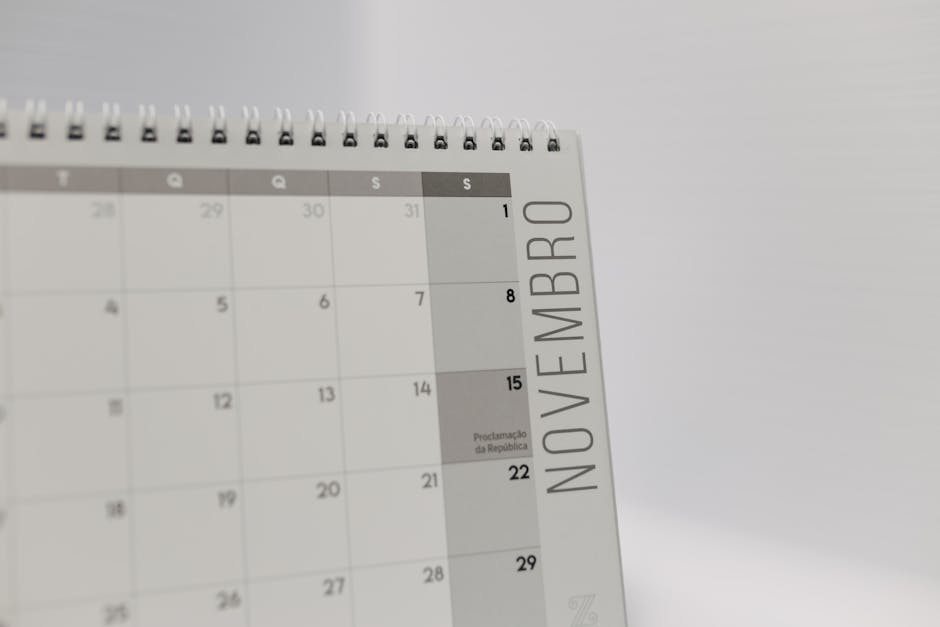 T Q Q S S
28 29 30 31 1
4 5 6 7 8
11 12 13 14 15
Proclamação
da República
18 19 20 21 22
25 26 27 28 29
NOVEMBRO